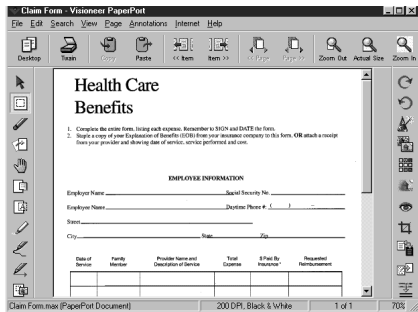 Claim Form - Visioneer PaperPort
File Edit Search View Page Annotations Internet Help
Desktop Train Copy Paste << Item Item >> << Page Page >> Zoom Out Actual Size Zoom In
Health Care
Benefits
1. Complete the entire form, listing each expense. Remember to SIGN and DATE the form.
2. Staple a copy of your Explanation of Benefits (EOB) from your insurance company to this form, OR attach a receipt
from your provider and showing date of service, service performed and cost.
EMPLOYEE INFORMATION
Employer Name Social Security No.
Employee Name Daytime Phone #: ( ) -
Street
City State Zip
Date of Service Family Member Provider Name and Description of Service Total Expense $ Paid By Insurance * Requested Reimbursement
Claim Form.max (PaperPort Document) 200 DPI, Black & White 1 of 1 70%